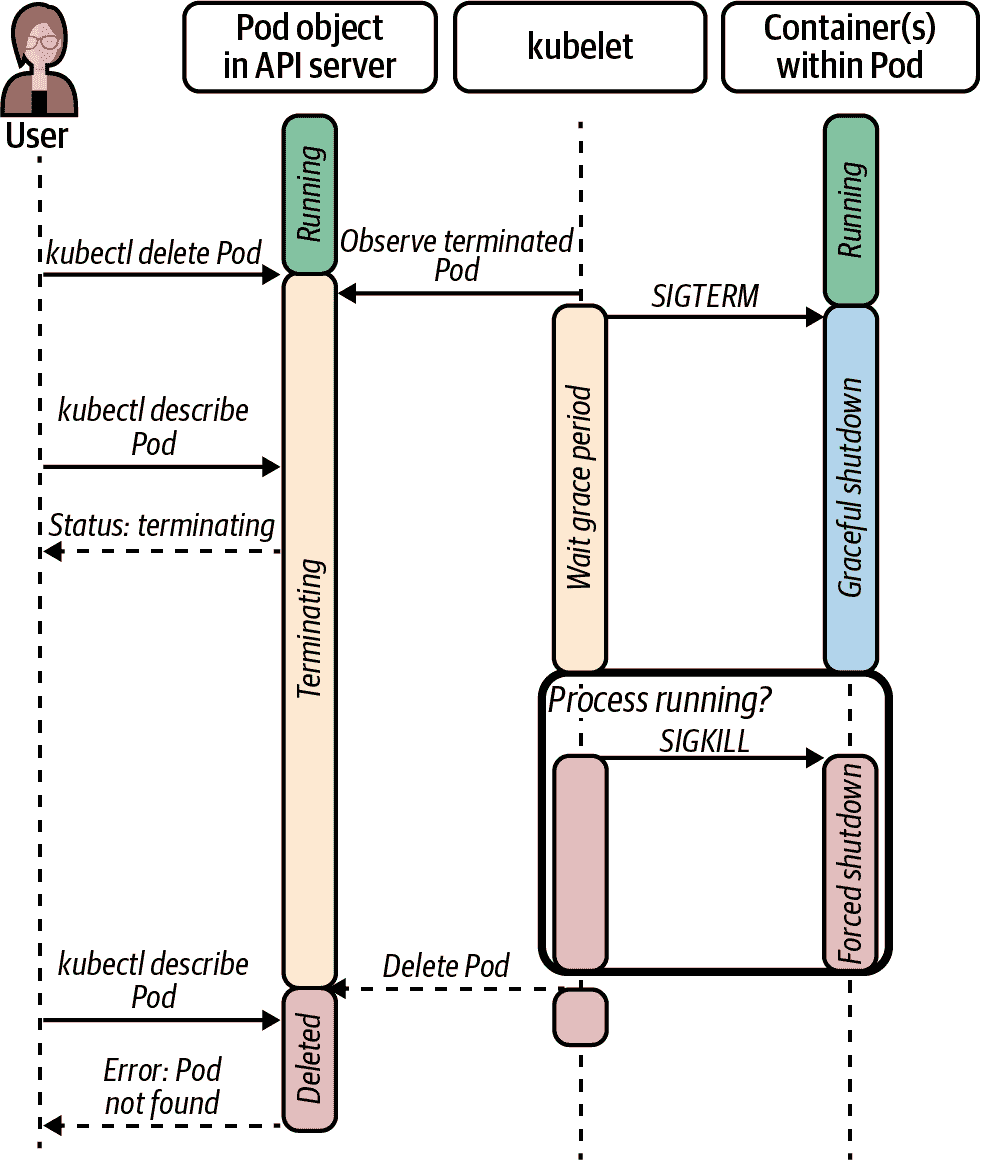 Pod object
in API server
kubelet
Container(s)
within Pod
User
Running
Running
kubectl delete Pod
Observe terminated
Pod
SIGTERM
kubectl describe
Pod
Status: terminating
Terminating
Wait grace period
Graceful shutdown
Process running?
SIGKILL
Forced shutdown
kubectl describe
Pod
Delete Pod
Deleted
Error: Pod
not found